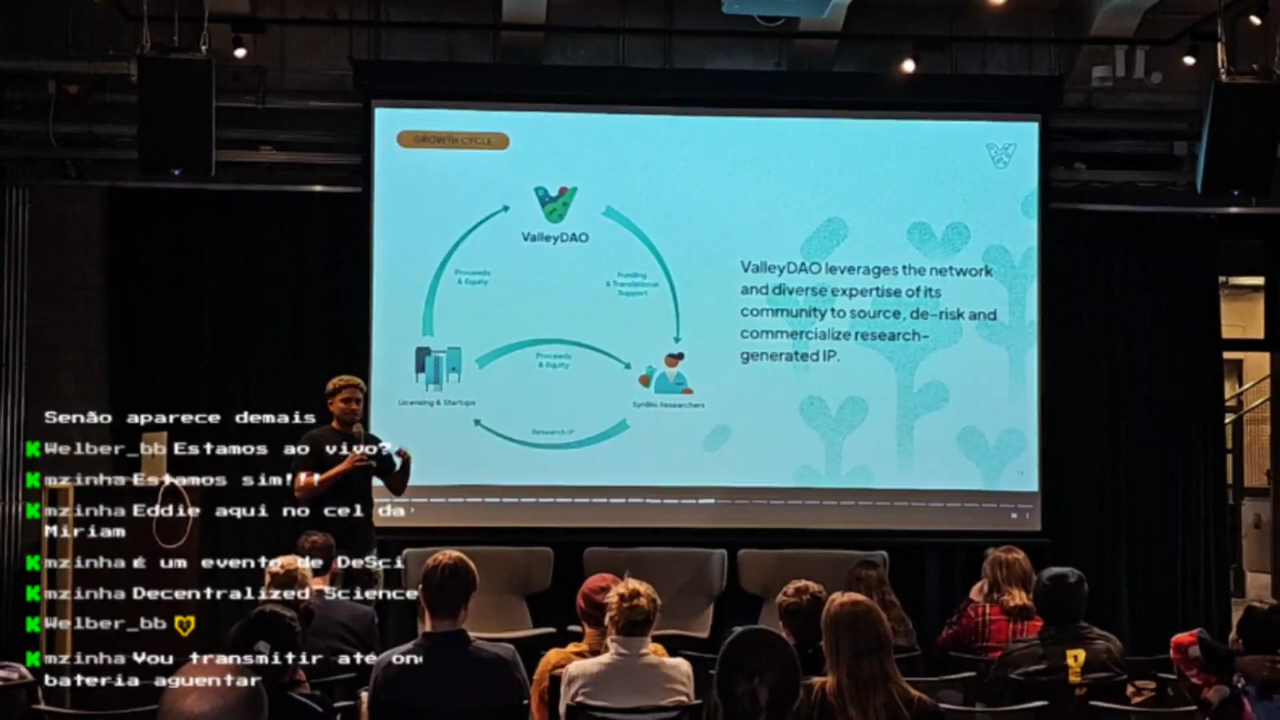 GROWTH CYCLE
ValleyDAO
Proceeds
& Equity
Funding
& Translational
Support
Proceeds
& Equity
Licensing & Startups
SynBio Researchers
Research IP
ValleyDAO leverages the network
and diverse expertise of its
community to source, de-risk and
commercialize research-
generated IP.
Senão aparece demais
Welber_bb Estamos ao vivo?
mzinha Estamos sim!!!
mzinha Eddie aqui no cel da
Miriam
mzinha É um evento de DeSci
mzinha Decentralized Science
Welber_bb
mzinha Vou transmitir até
bateria aguentar